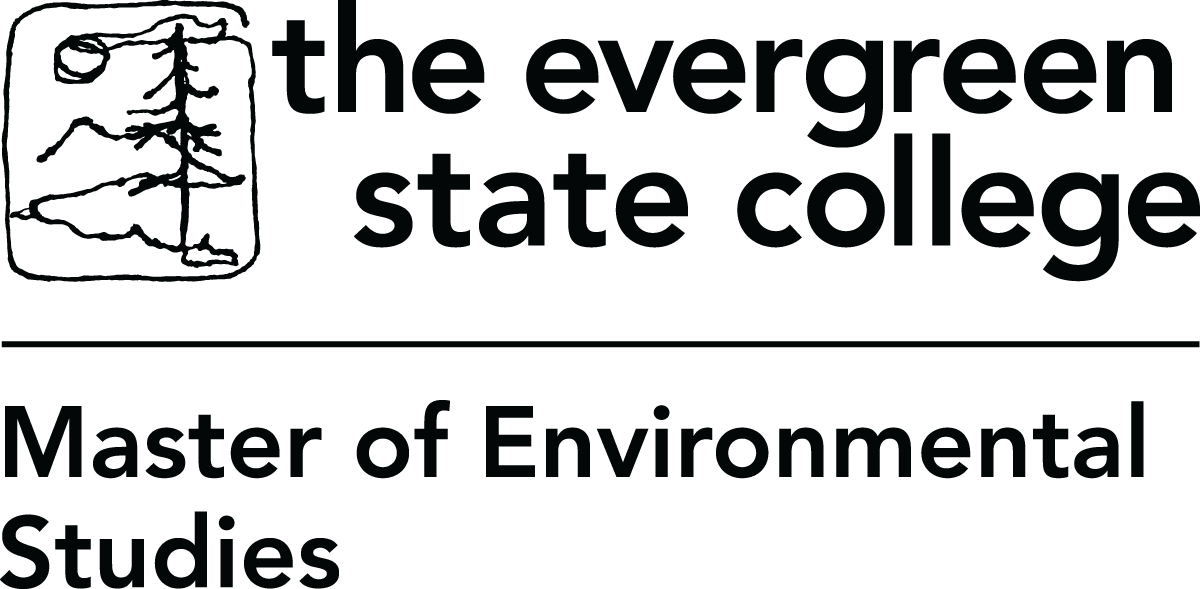 the evergreen
state college
Master of Environmental
Studies